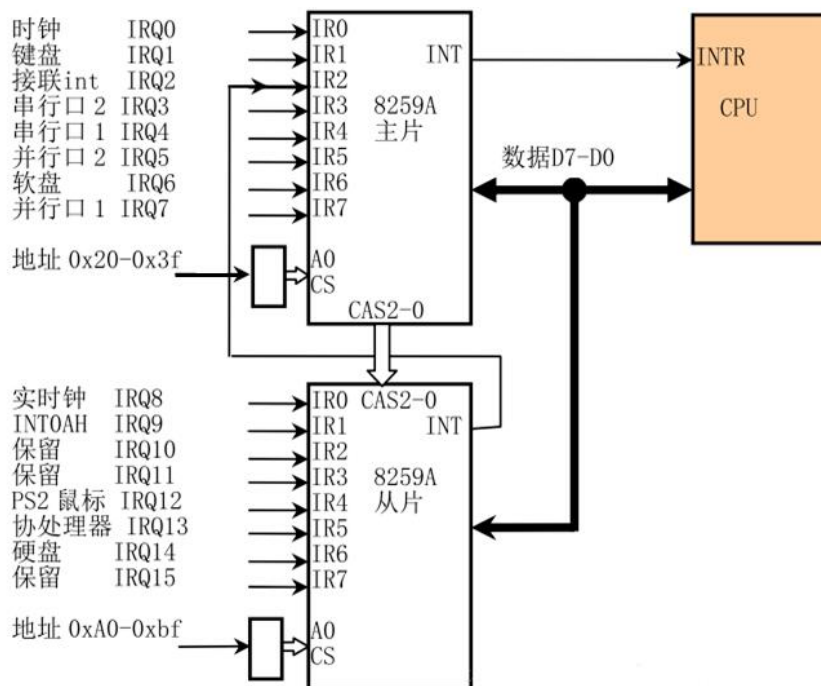 时钟 IRQ0
键盘 IRQ1
接联int IRQ2
串行口 2 IRQ3
串行口 1 IRQ4
并行口 2 IRQ5
软盘 IRQ6
并行口 1 IRQ7
地址 0x20-0x3f
IR0
IR1
IR2
IR3
IR4
IR5
IR6
IR7
A0
CS
INT
8259A
主片
CAS2-0
INTR
CPU
数据D7-D0
实时钟 IRQ8
INT0AH IRQ9
保留 IRQ10
保留 IRQ11
PS2 鼠标 IRQ12
协处理器 IRQ13
硬盘 IRQ14
保留 IRQ15
地址 0xA0-0xbf
IR0
IR1
IR2
IR3
IR4
IR5
IR6
IR7
A0
CS
CAS2-0
INT
8259A
从片